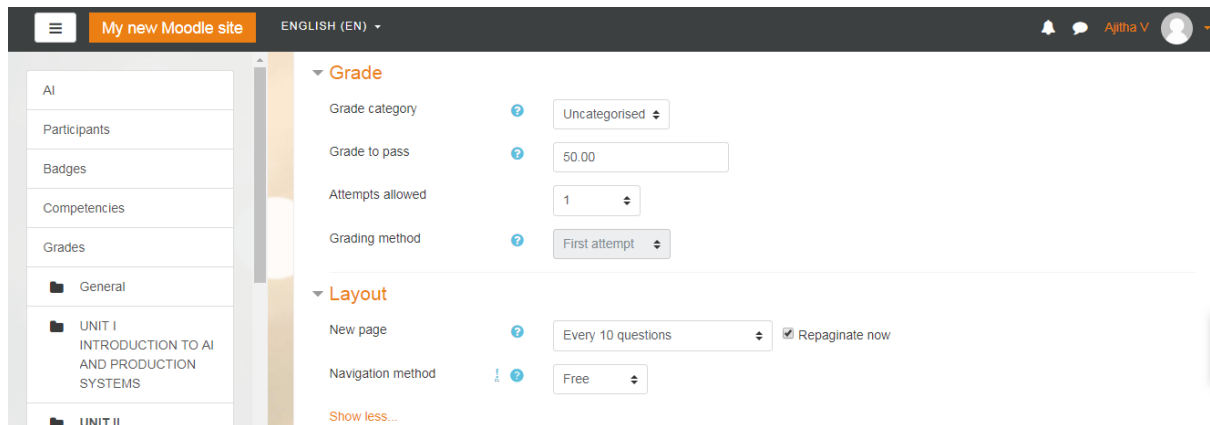 My new Moodle site
ENGLISH (EN)
Ajitha V
AI
Participants
Badges
Competencies
Grades
General
UNIT I
INTRODUCTION TO AI
AND PRODUCTION
SYSTEMS
UNIT II
Grade
Grade category
Uncategorised
Grade to pass
50.00
Attempts allowed
1
Grading method
First attempt
Layout
New page
Every 10 questions
Repaginate now
Navigation method
Free
Show less...